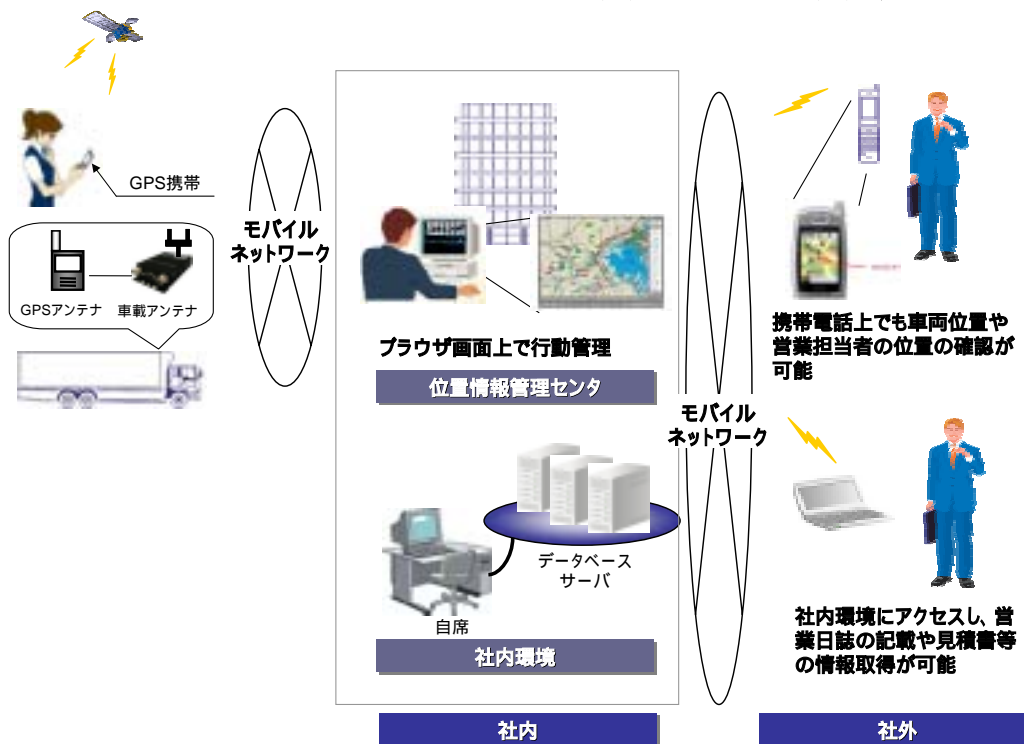 GPS携帯
GPSアンテナ
車載アンテナ
モバイル
ネットワーク
ブラウザ画面上で行動管理
位置情報管理センタ
データベース
サーバ
自席
社内環境
社内
モバイル
ネットワーク
携帯電話上でも車両位置や
営業担当者の位置の確認が
可能
社内環境にアクセスし、営
業日誌の記載や見積書等
の情報取得が可能
社外